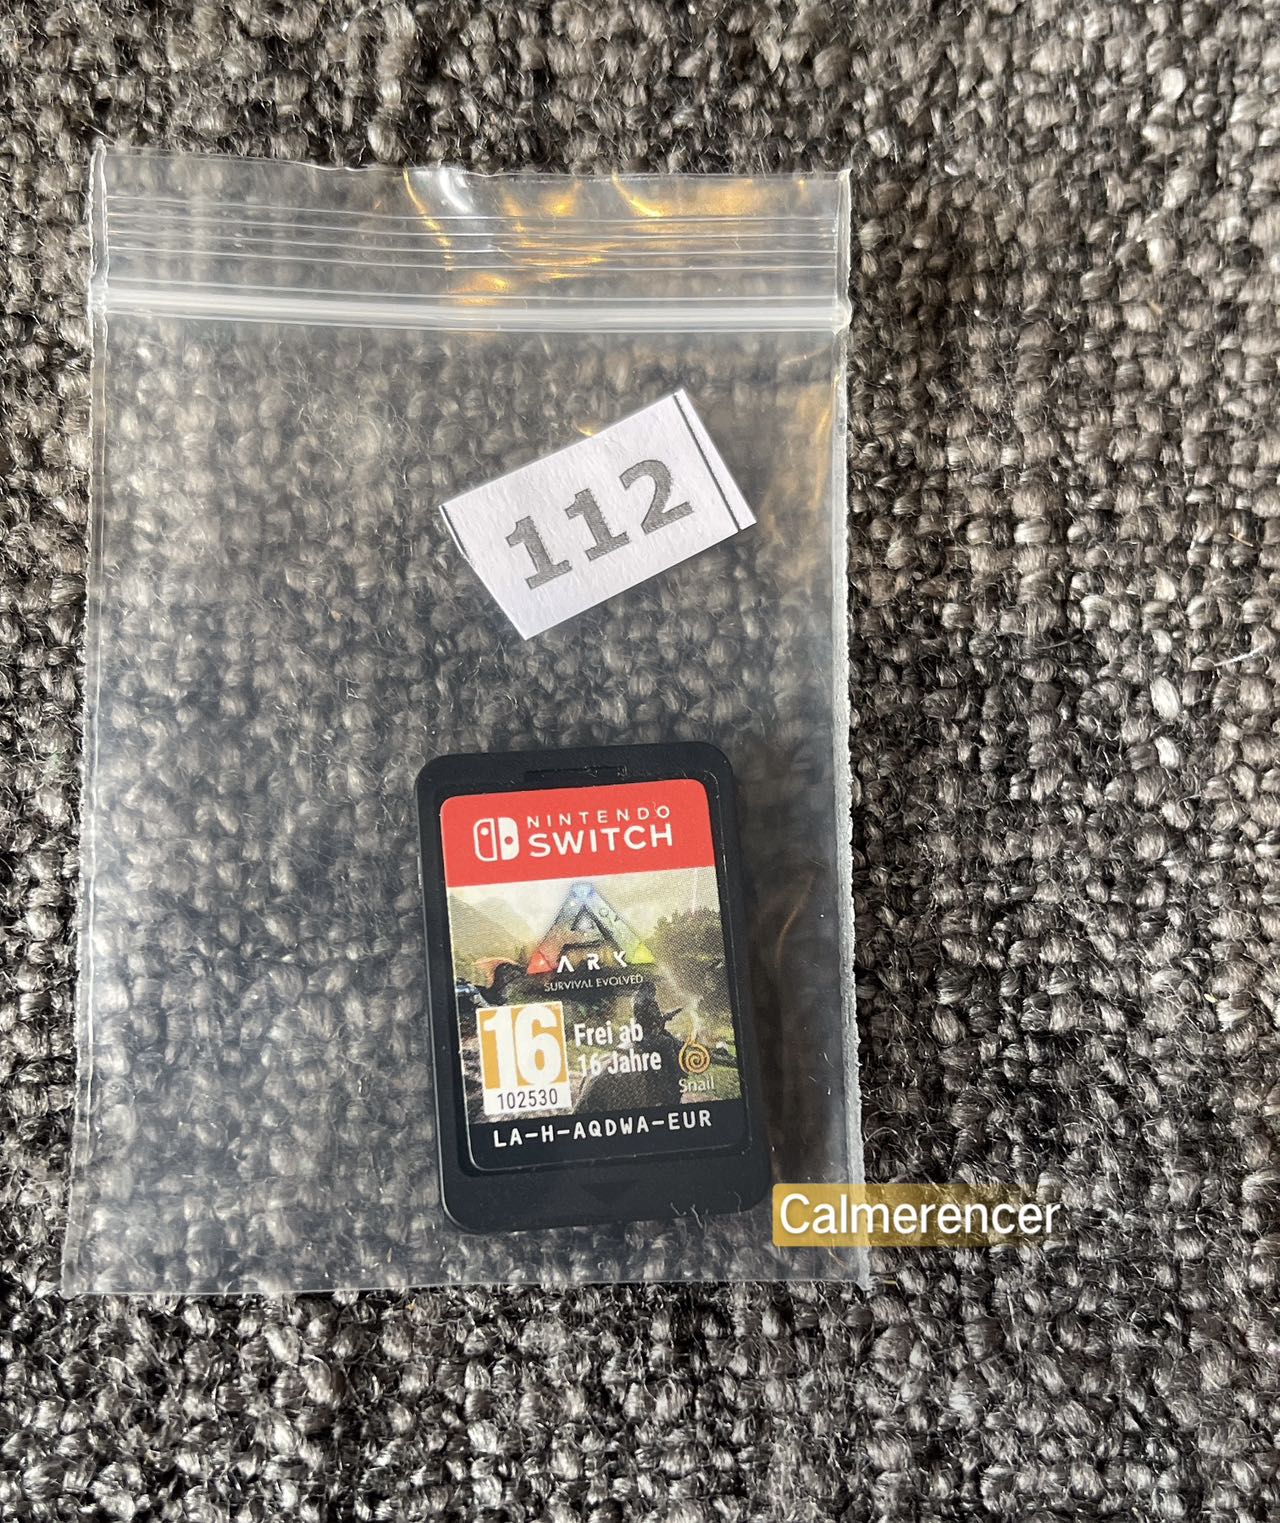 112
NINTENDO
SWITCH
ARK
SURVIVAL EVOLVED
16
Frei ab
16 Jahre
102530
Snail
LA-H-AQDWA-EUR
Calmerencer